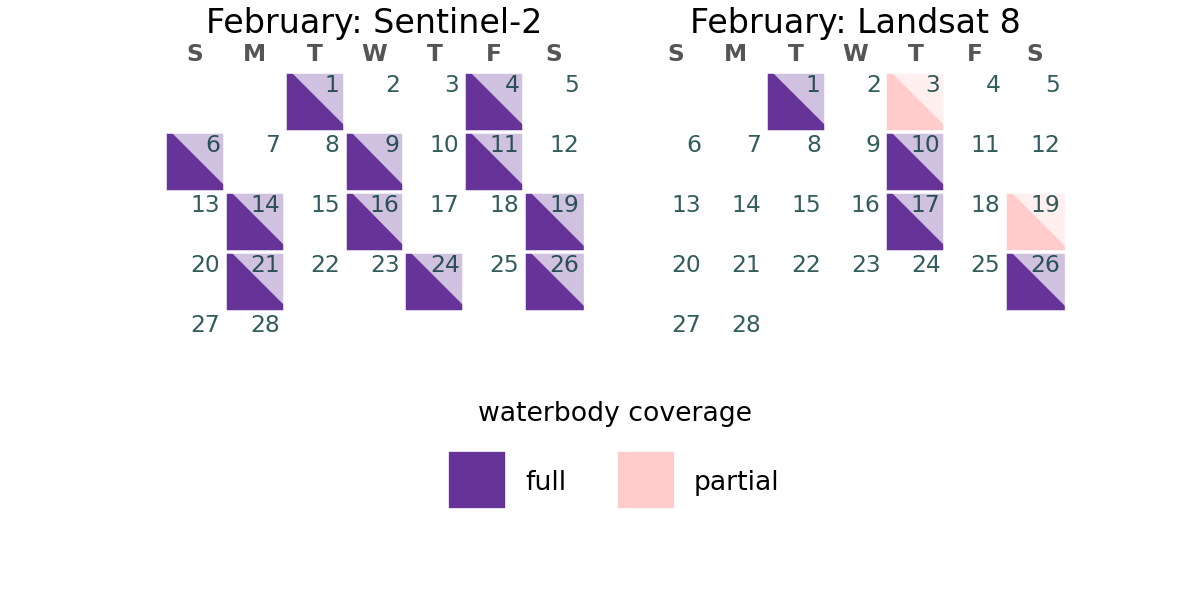 February: Sentinel-2
S M T W T F S
1 2 3 4 5
6 7 8 9 10 11 12
13 14 15 16 17 18 19
20 21 22 23 24 25 26
27 28
February: Landsat 8
S M T W T F S
1 2 3 4 5
6 7 8 9 10 11 12
13 14 15 16 17 18 19
20 21 22 23 24 25 26
27 28
waterbody coverage
full partial